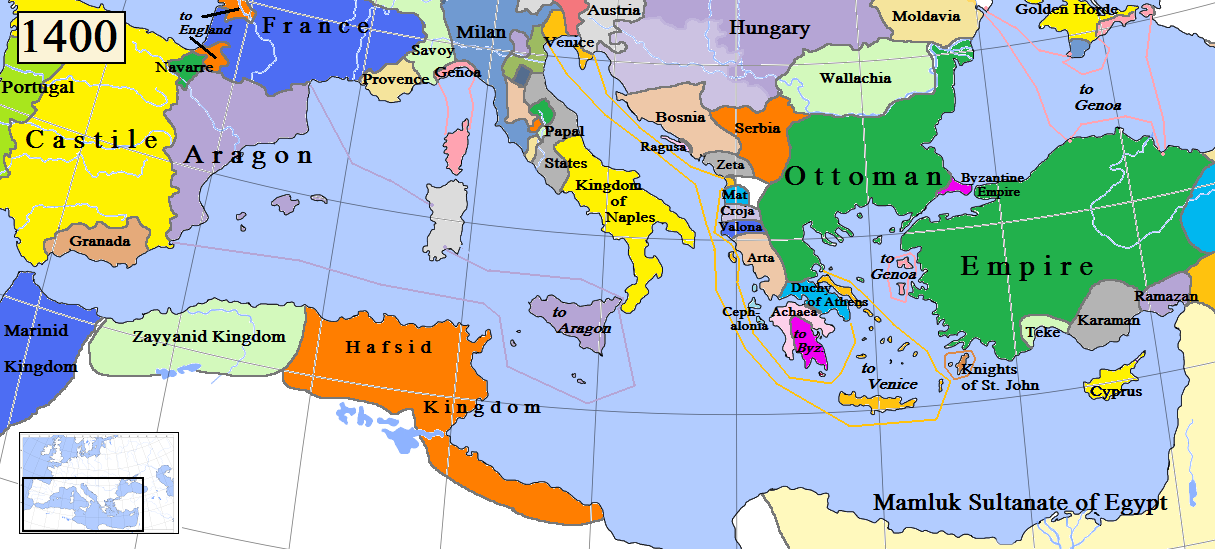 1400
to
England
France
Austria
Moldavia
Golden Horde
Milan
Venice
Hungary
Savoy
Navarre
Provence
Genoa
Wallachia
Portugal
to
Genoa
Castile
Aragon
Papal
States
Bosnia
Serbia
Ragusa
Zeta
Ottoman
Byzantine
Empire
Kingdom
of
Naples
Mat
Croja
Valona
Granada
Arta
to
Genoa
Empire
Duchy
of Athens
Ramazan
Marinid
Kingdom
Zayyanid Kingdom
to
Aragon
Ceph-
alonia
Achaea
to
Byz
Karaman
Teke
Hafsid
Kingdom
to
Venice
Knights
of St. John
Cyprus
Mamluk Sultanate of Egypt